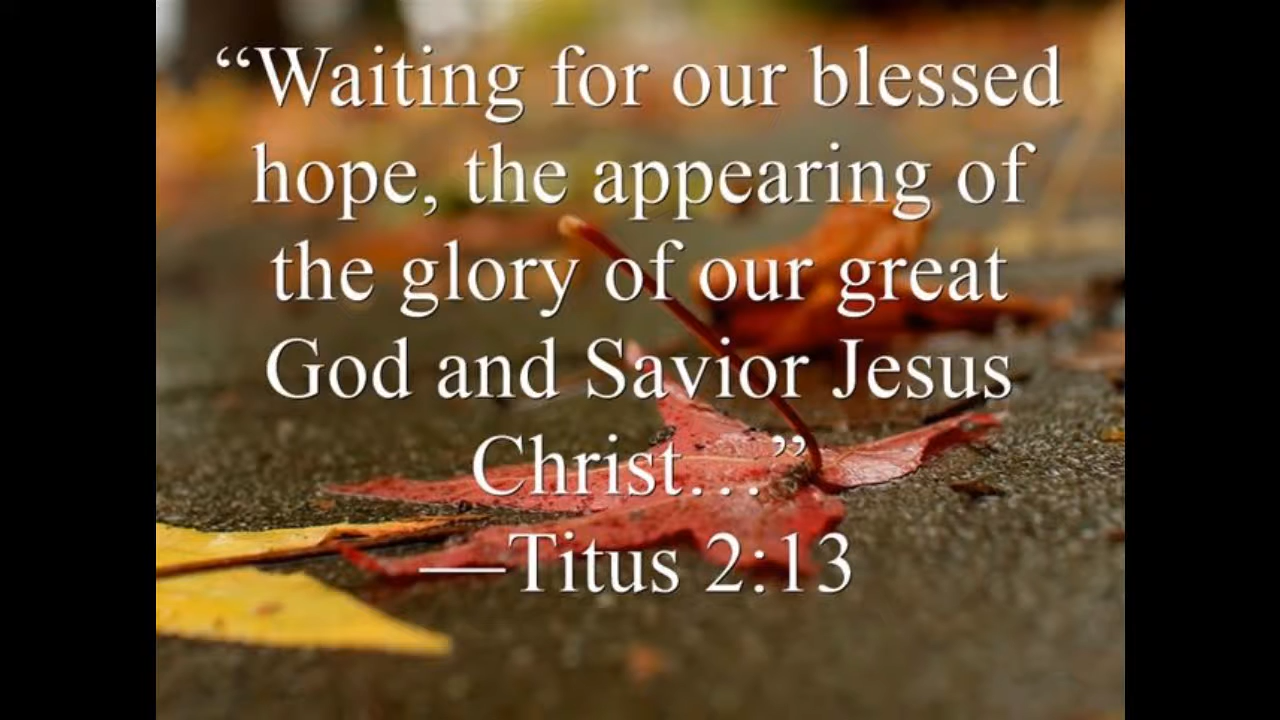 “Waiting for our blessed
hope, the appearing of
the glory of our great
God and Savior Jesus
Christ…”
—Titus 2:13